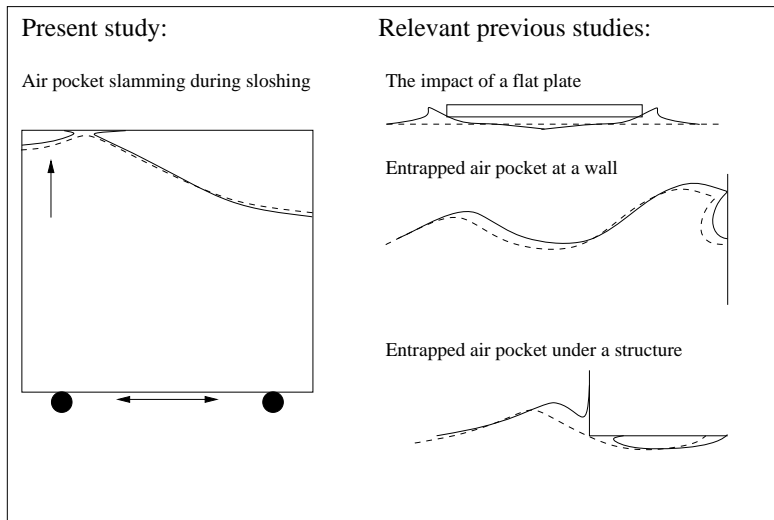 Present study:
Air pocket slamming during sloshing
Relevant previous studies:
The impact of a flat plate
Entrapped air pocket at a wall
Entrapped air pocket under a structure